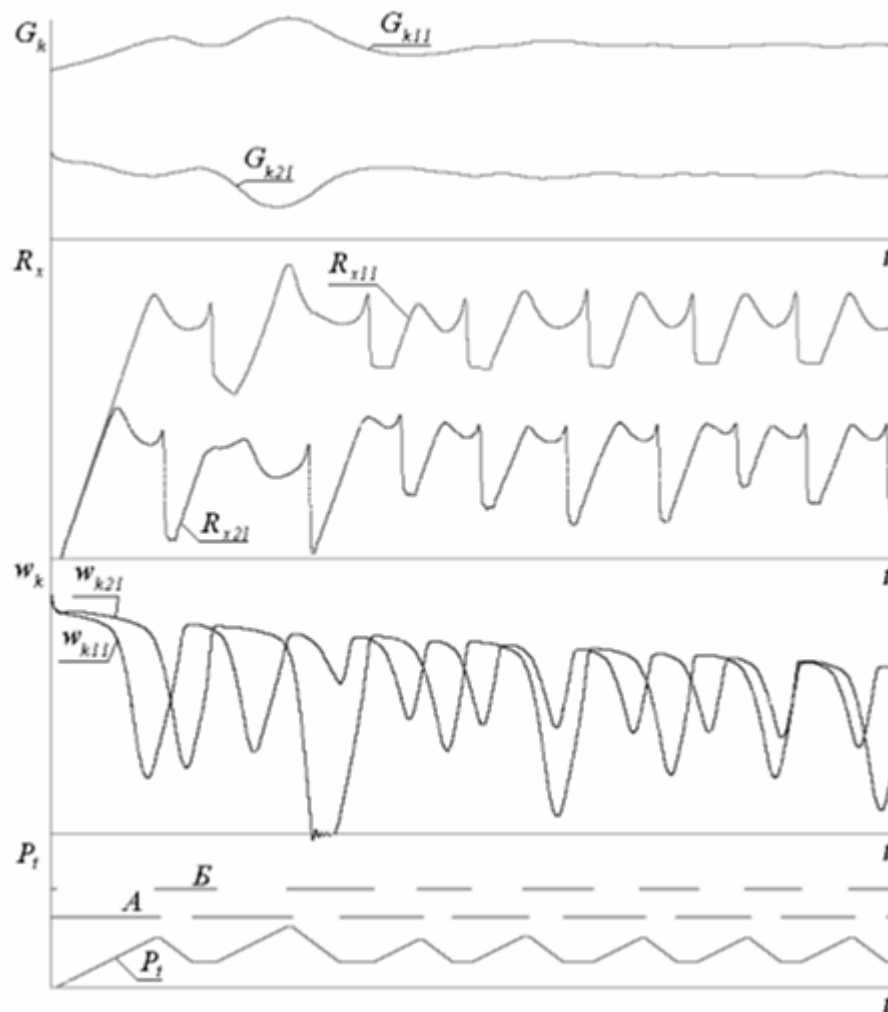 G_k
G_k11
G_k21
t
R_x
R_x11
R_x21
t
w_k
w_k21
w_k11
t
P_t
Б
А
P_t
t